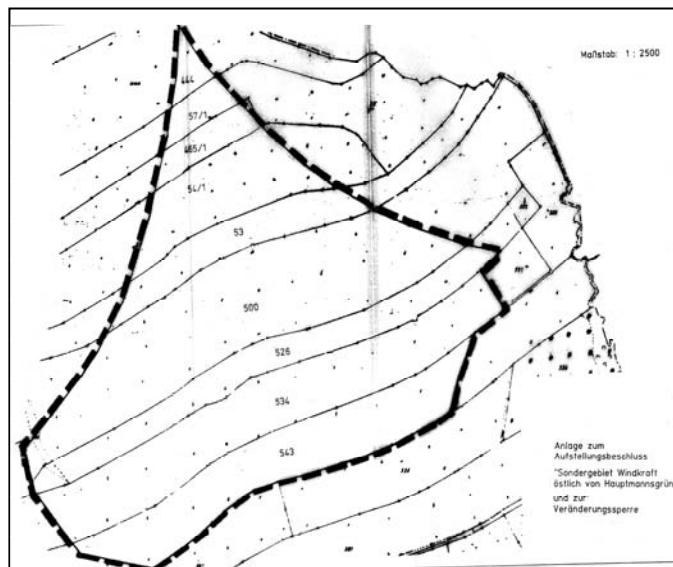 Maßstab: 1 : 2500
444
57/1
465/1
54/1
53
500
526
534
543
Anlage zum
Aufstellungsbeschluss
"Sondergebiet Windkraft
östlich von Hauptmannsgrün
und zur
Veränderungssperre